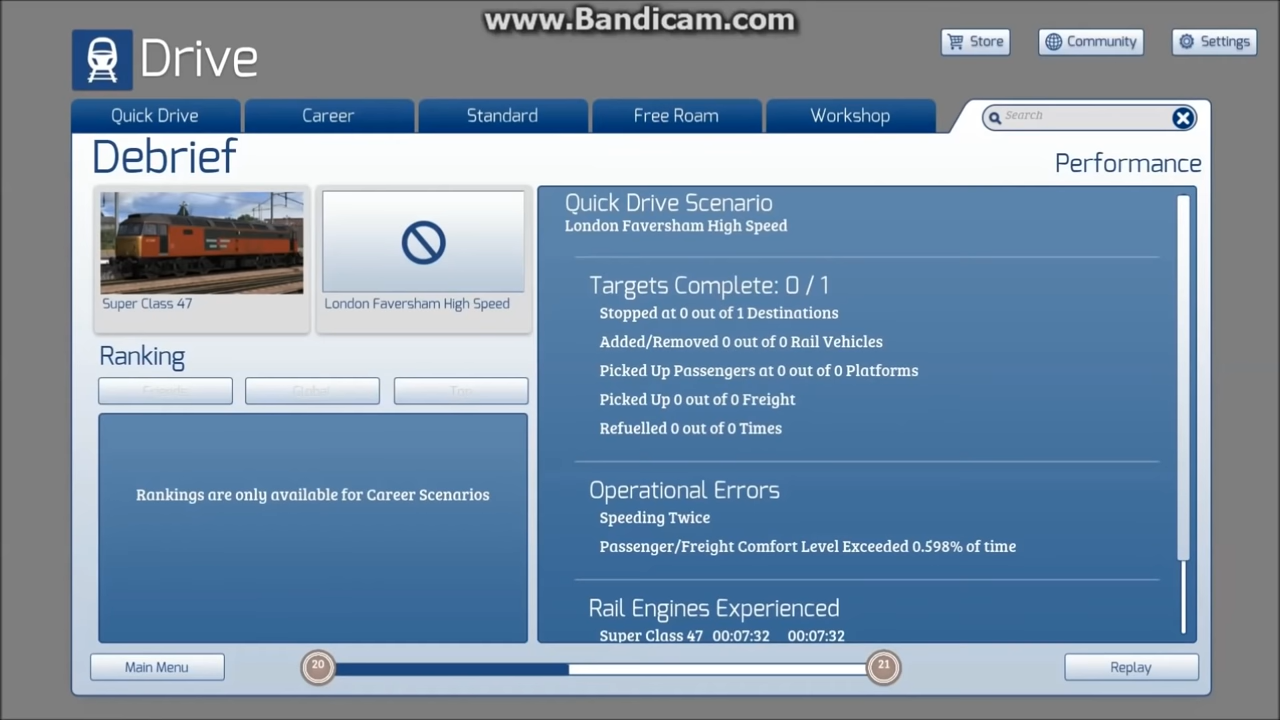 www.Bandicam.com
Drive
Store
Community
Settings
Quick Drive
Career
Standard
Free Roam
Workshop
Search
Debrief
Performance
Super Class 47
London Faversham High Speed
Ranking
Friends
Global
Top
Rankings are only available for Career Scenarios
Quick Drive Scenario
London Faversham High Speed
Targets Complete: 0 / 1
Stopped at 0 out of 1 Destinations
Added/Removed 0 out of 0 Rail Vehicles
Picked Up Passengers at 0 out of 0 Platforms
Picked Up 0 out of 0 Freight
Refuelled 0 out of 0 Times
Operational Errors
Speeding Twice
Passenger/Freight Comfort Level Exceeded 0.598% of time
Rail Engines Experienced
Super Class 47 00:07:32 00:07:32
Main Menu
20
21
Replay